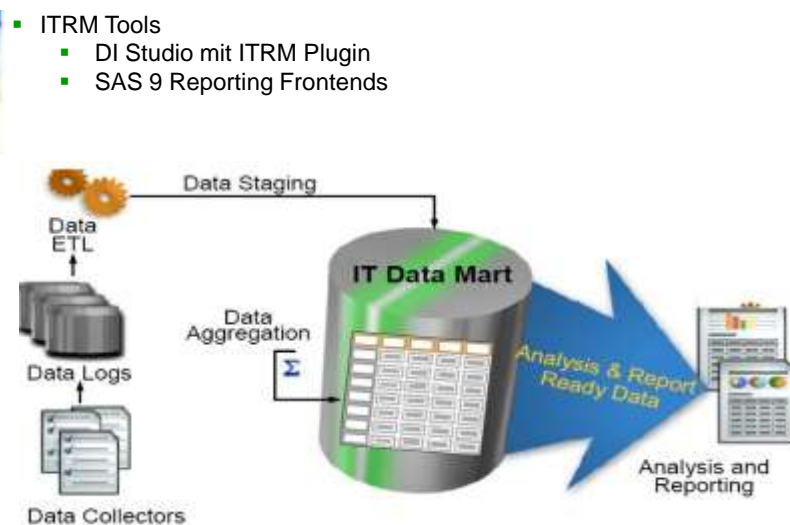 ITRM Tools
DI Studio mit ITRM Plugin
SAS 9 Reporting Frontends
Data Staging
Data
ETL
IT Data Mart
Data
Aggregation
Σ
Data Logs
Analysis & Report
Ready Data
Analysis and
Reporting
Data Collectors